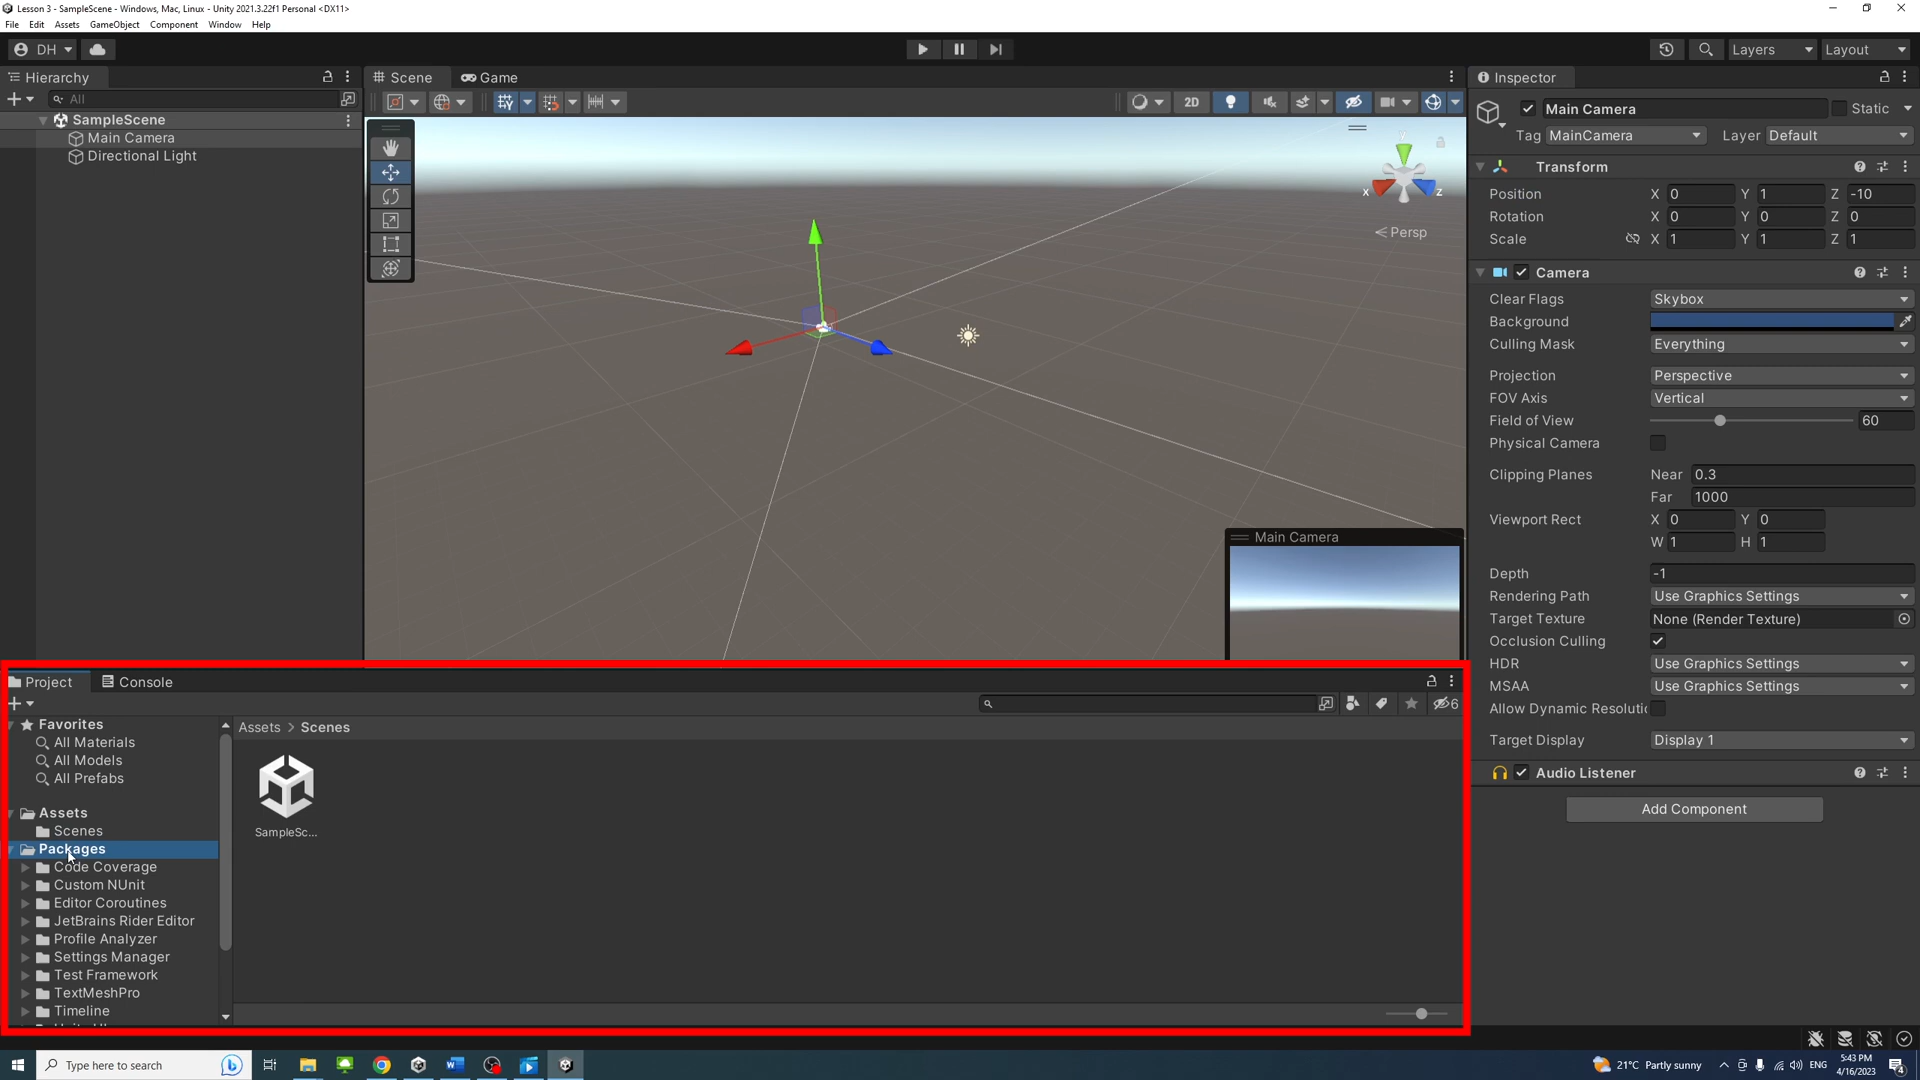 Lesson 3 - SampleScene - Windows, Mac, Linux - Unity 2021.3.22f1 Personal <DX11>
File Edit Assets GameObject Component Window Help
DH
Layers
Layout
Hierarchy
All
SampleScene
Main Camera
Directional Light
Scene
Game
2D
y
x
z
Persp
Main Camera
Inspector
Main Camera
Static
Tag MainCamera Layer Default
Transform
Position X 0 Y 1 Z -10
Rotation X 0 Y 0 Z 0
Scale X 1 Y 1 Z 1
Camera
Clear Flags Skybox
Background
Culling Mask Everything
Projection Perspective
FOV Axis Vertical
Field of View 60
Physical Camera
Clipping Planes Near 0.3
Far 1000
Viewport Rect X 0 Y 0
W 1 H 1
Depth -1
Rendering Path Use Graphics Settings
Target Texture None (Render Texture)
Occlusion Culling
HDR Use Graphics Settings
MSAA Use Graphics Settings
Allow Dynamic Resoluti
Target Display Display 1
Audio Listener
Add Component
Project
Console
6
Favorites
All Materials
All Models
All Prefabs
Assets
Scenes
Packages
Code Coverage
Custom NUnit
Editor Coroutines
JetBrains Rider Editor
Profile Analyzer
Settings Manager
Test Framework
TextMeshPro
Timeline
Assets > Scenes
SampleSc...
Type here to search
21°C Partly sunny
ENG
5:43 PM
4/16/2023
4